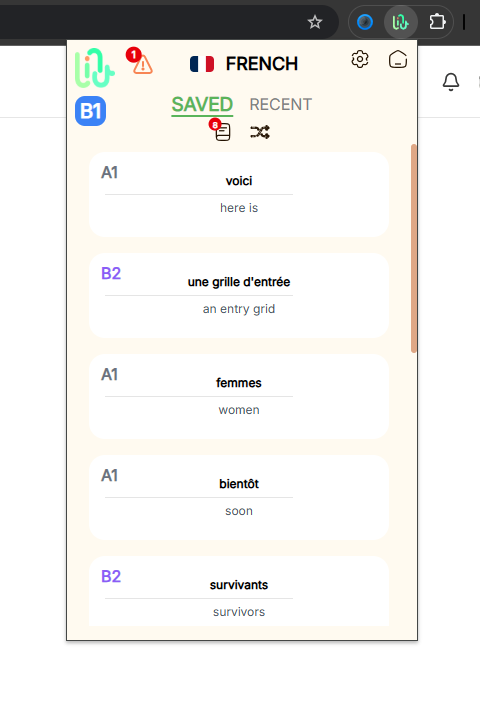 1
FRENCH
B1
SAVED RECENT
8
A1
voici
here is
B2
une grille d'entrée
an entry grid
A1
femmes
women
A1
bientôt
soon
B2
survivants
survivors